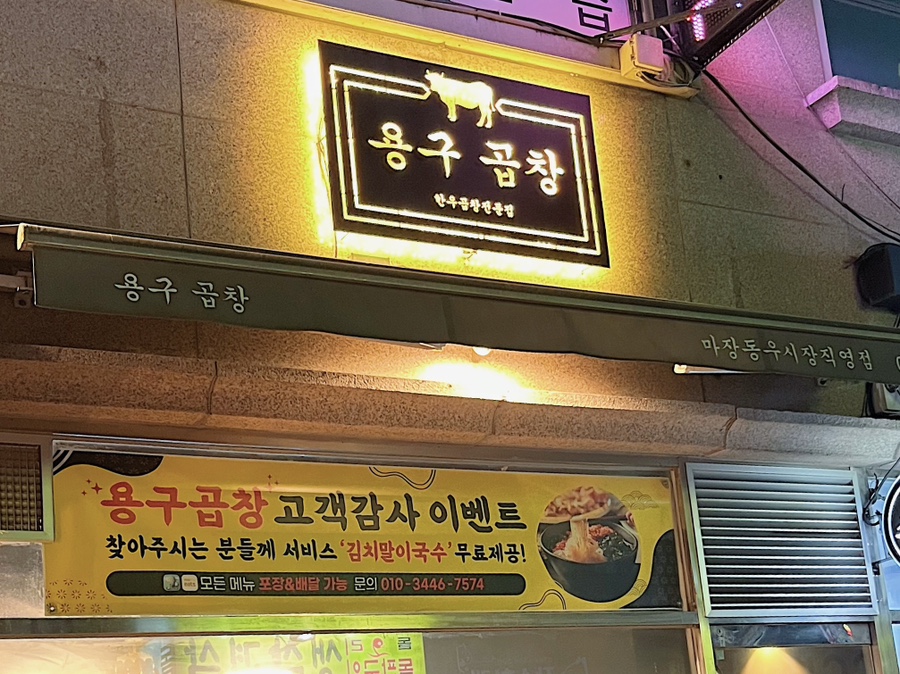 용구 곱창
한우곱창전문점
용구 곱창
마장동우시장직영점
용구곱창 고객감사 이벤트
찾아주시는 분들께 서비스 '김치말이국수' 무료제공!
모든 메뉴 포장&배달 가능 문의 010-3446-7574